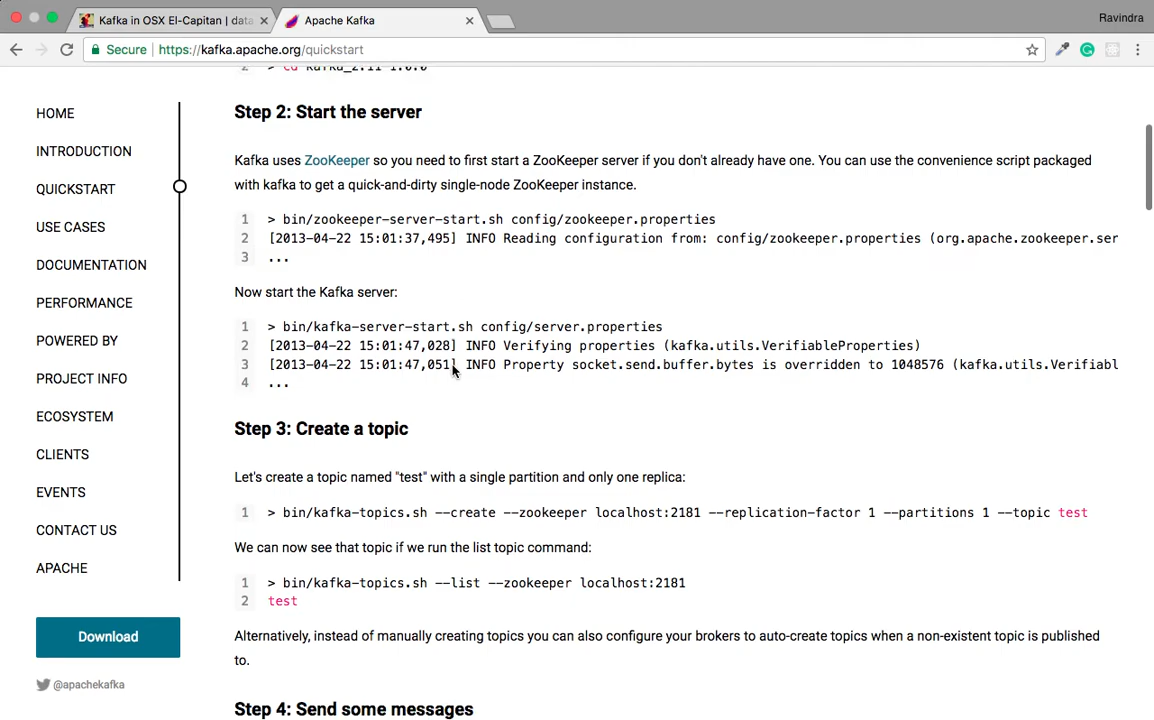 Kafka in OSX El-Capitan | data
Apache Kafka
Ravindra
Secure
https://kafka.apache.org/quickstart
2 > cd kafka_2.11-1.0.0
HOME
INTRODUCTION
QUICKSTART
USE CASES
DOCUMENTATION
PERFORMANCE
POWERED BY
PROJECT INFO
ECOSYSTEM
CLIENTS
EVENTS
CONTACT US
APACHE
Download
@apachekafka
Step 2: Start the server
Kafka uses ZooKeeper so you need to first start a ZooKeeper server if you don't already have one. You can use the convenience script packaged
with kafka to get a quick-and-dirty single-node ZooKeeper instance.
1 > bin/zookeeper-server-start.sh config/zookeeper.properties
2 [2013-04-22 15:01:37,495] INFO Reading configuration from: config/zookeeper.properties (org.apache.zookeeper.ser
3 ...
Now start the Kafka server:
1 > bin/kafka-server-start.sh config/server.properties
2 [2013-04-22 15:01:47,028] INFO Verifying properties (kafka.utils.VerifiableProperties)
3 [2013-04-22 15:01:47,051] INFO Property socket.send.buffer.bytes is overridden to 1048576 (kafka.utils.Verifiabl
4 ...
Step 3: Create a topic
Let's create a topic named "test" with a single partition and only one replica:
1 > bin/kafka-topics.sh --create --zookeeper localhost:2181 --replication-factor 1 --partitions 1 --topic test
We can now see that topic if we run the list topic command:
1 > bin/kafka-topics.sh --list --zookeeper localhost:2181
2 test
Alternatively, instead of manually creating topics you can also configure your brokers to auto-create topics when a non-existent topic is published
to.
Step 4: Send some messages